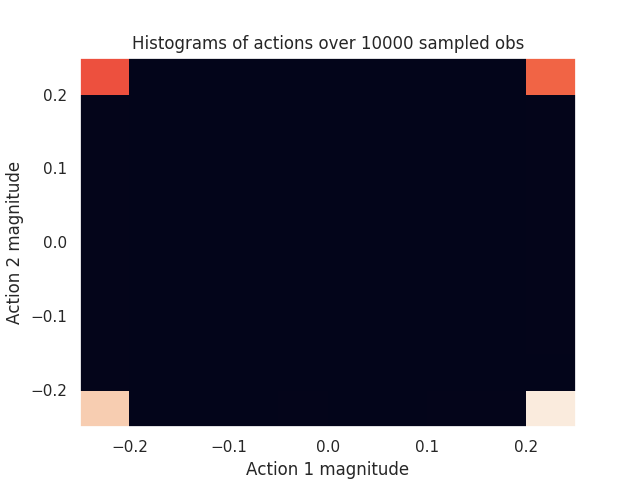 Histograms of actions over 10000 sampled obs
0.2
0.1
0.0
−0.1
−0.2
Action 2 magnitude
−0.2 −0.1 0.0 0.1 0.2
Action 1 magnitude